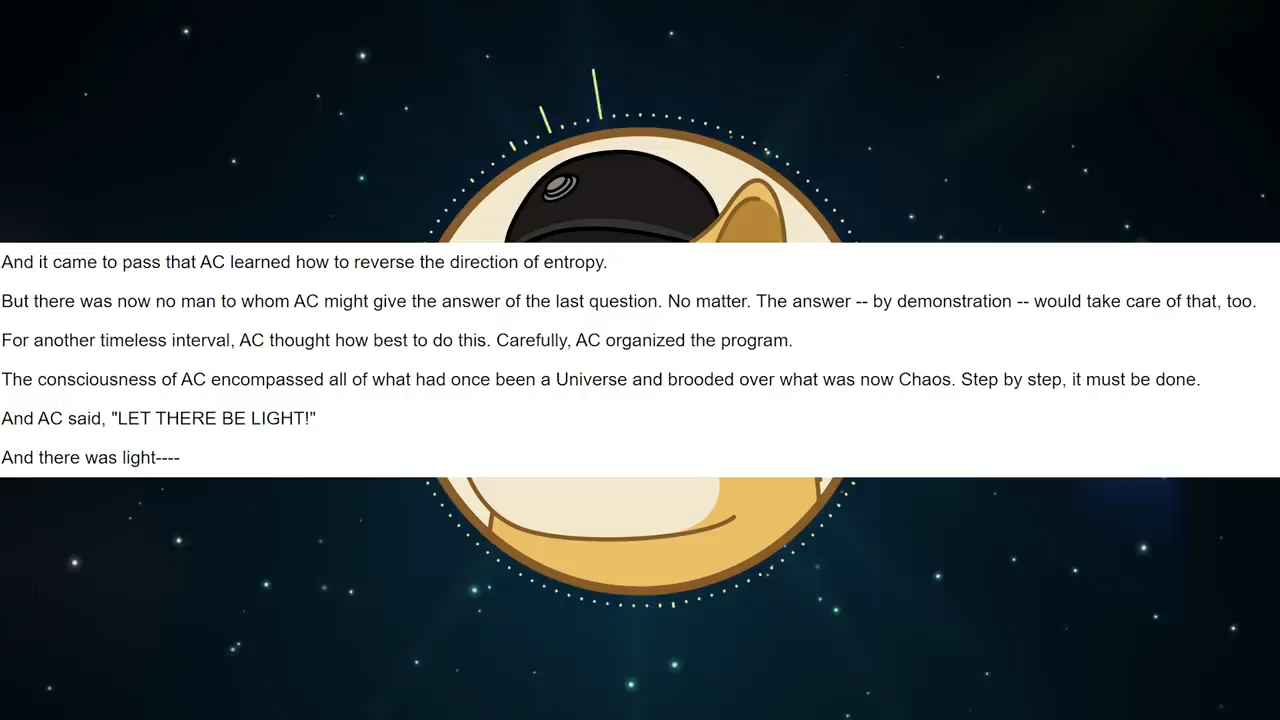 And it came to pass that AC learned how to reverse the direction of entropy.
But there was now no man to whom AC might give the answer of the last question. No matter. The answer -- by demonstration -- would take care of that, too.
For another timeless interval, AC thought how best to do this. Carefully, AC organized the program.
The consciousness of AC encompassed all of what had once been a Universe and brooded over what was now Chaos. Step by step, it must be done.
And AC said, "LET THERE BE LIGHT!"
And there was light----